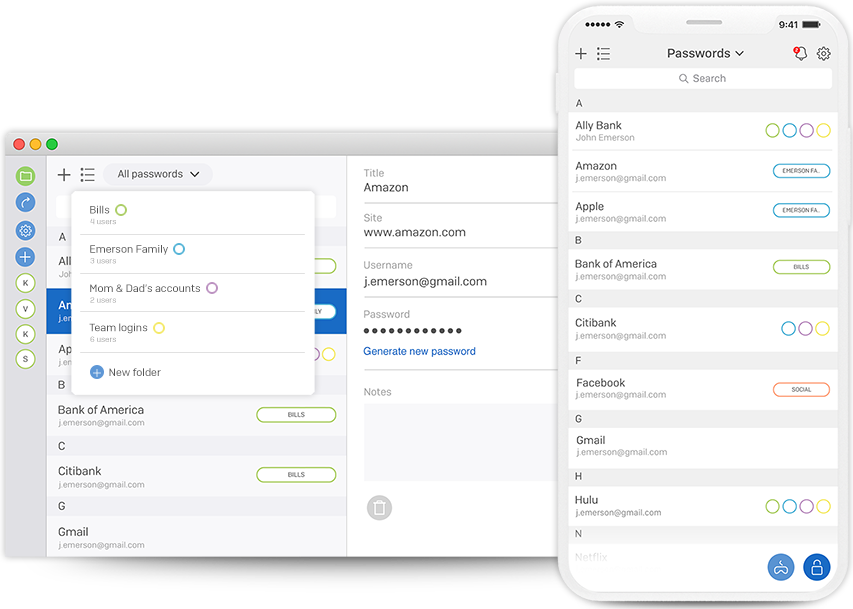 All passwords
Bills
4 users
Emerson Family
3 users
Mom & Dad's accounts
2 users
Team logins
6 users
New folder
A
All
Joh
Am
j.em
LY
Ap
j.em
B
Bank of America
j.emerson@gmail.com
BILLS
C
Citibank
j.emerson@gmail.com
BILLS
G
Gmail
j.emerson@gmail.com
K
V
K
S
Title
Amazon
Site
www.amazon.com
Username
j.emerson@gmail.com
Password
••••••••••••
Generate new password
Notes
9:41
Passwords
2
Search
A
Ally Bank
John Emerson
Amazon
j.emerson@gmail.com
EMERSON FA..
Apple
j.emerson@gmail.com
EMERSON FA..
B
Bank of America
j.emerson@gmail.com
BILLS
C
Citibank
j.emerson@gmail.com
F
Facebook
j.emerson@gmail.com
SOCIAL
G
Gmail
j.emerson@gmail.com
H
Hulu
j.emerson@gmail.com
N
Netflix